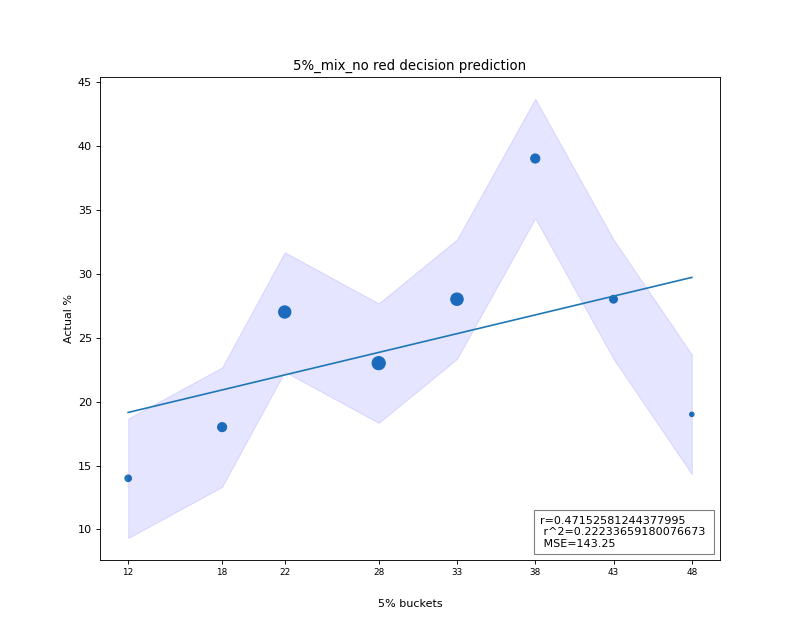 5%_mix_no red decision prediction
45
40
35
30
25
20
15
10
Actual %
r=0.47152581244377995
r^2=0.22233659180076673
MSE=143.25
12 18 22 28 33 38 43 48
5% buckets